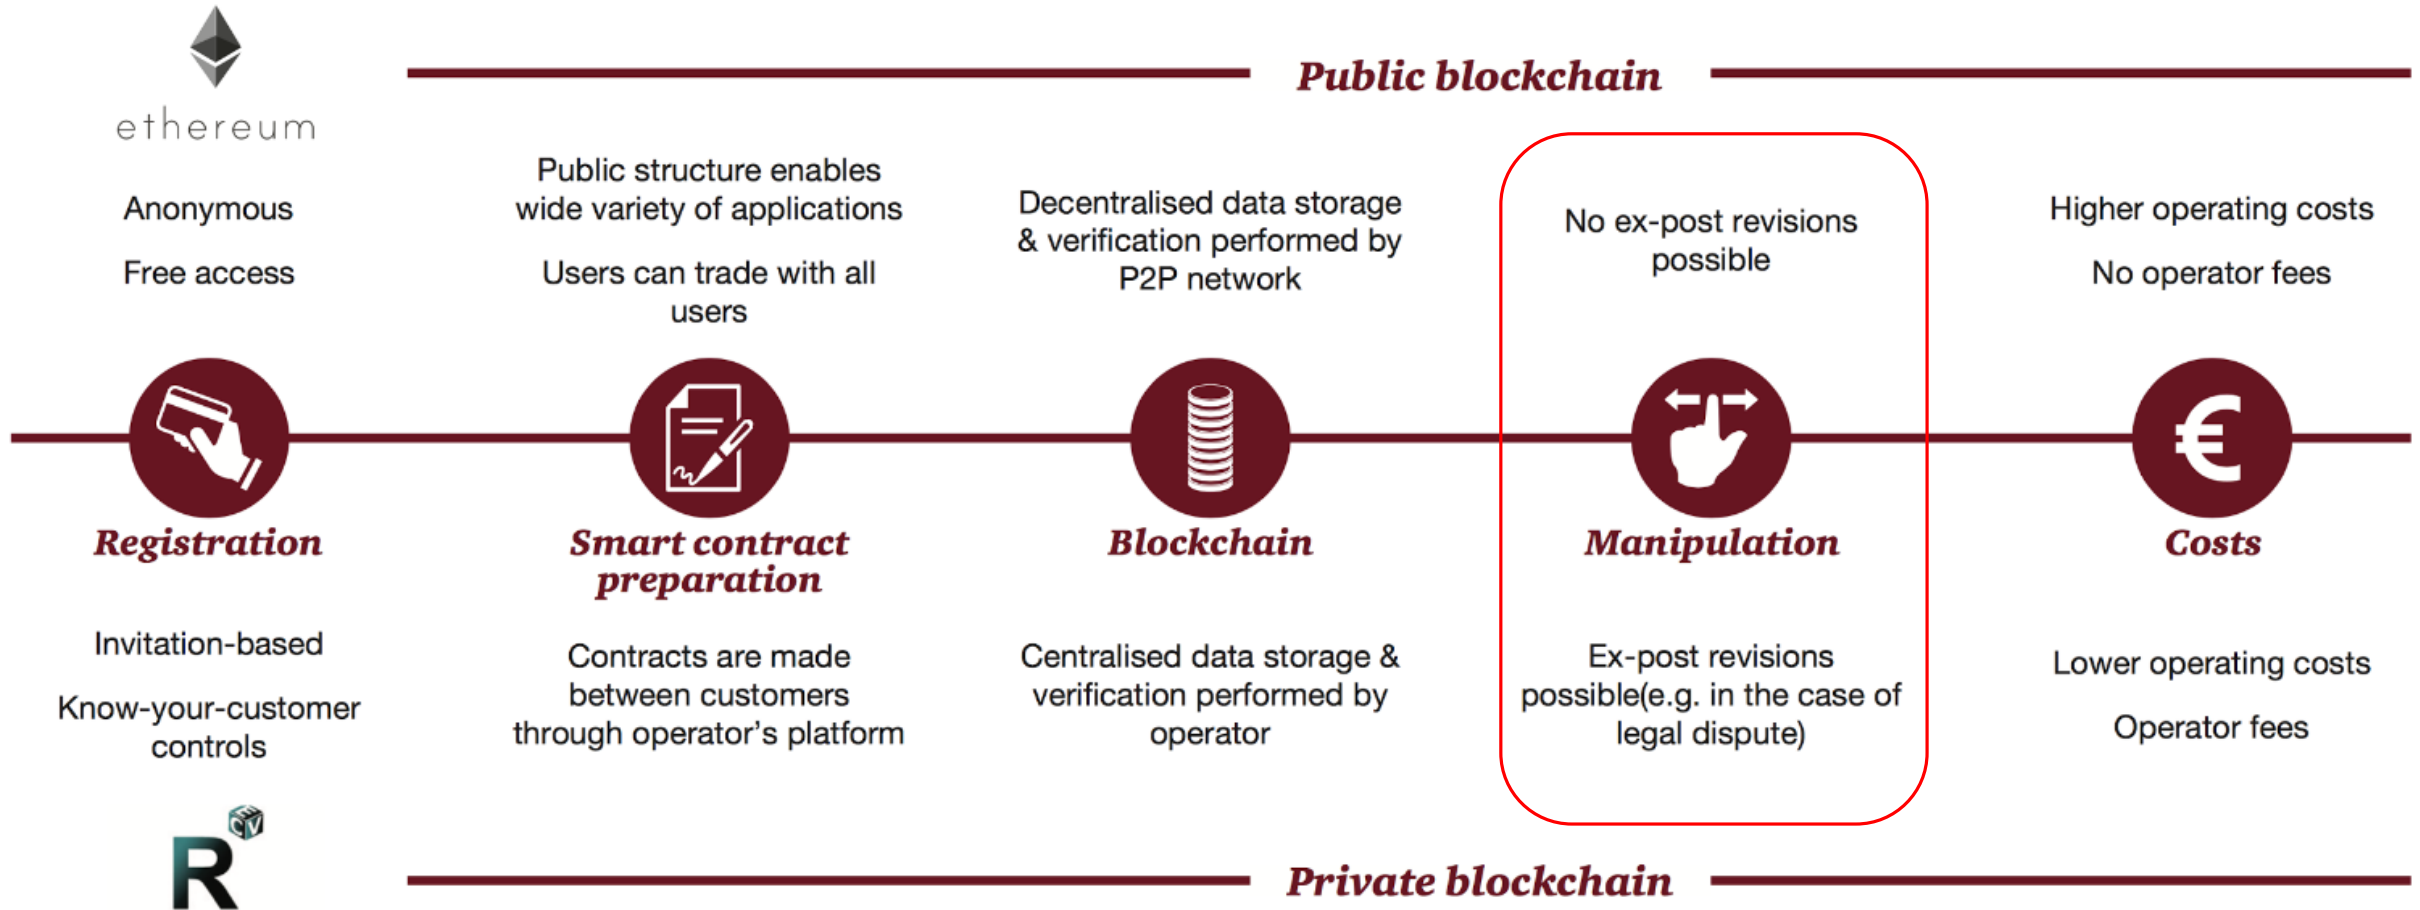 ethereum
Public blockchain
Anonymous
Free access
Public structure enables
wide variety of applications
Users can trade with all
users
Decentralised data storage
& verification performed by
P2P network
No ex-post revisions
possible
Higher operating costs
No operator fees
€
Registration
Smart contract
preparation
Blockchain
Manipulation
Costs
Invitation-based
Know-your-customer
controls
Contracts are made
between customers
through operator's platform
Centralised data storage &
verification performed by
operator
Ex-post revisions
possible(e.g. in the case of
legal dispute)
Lower operating costs
Operator fees
R
CEV
Private blockchain